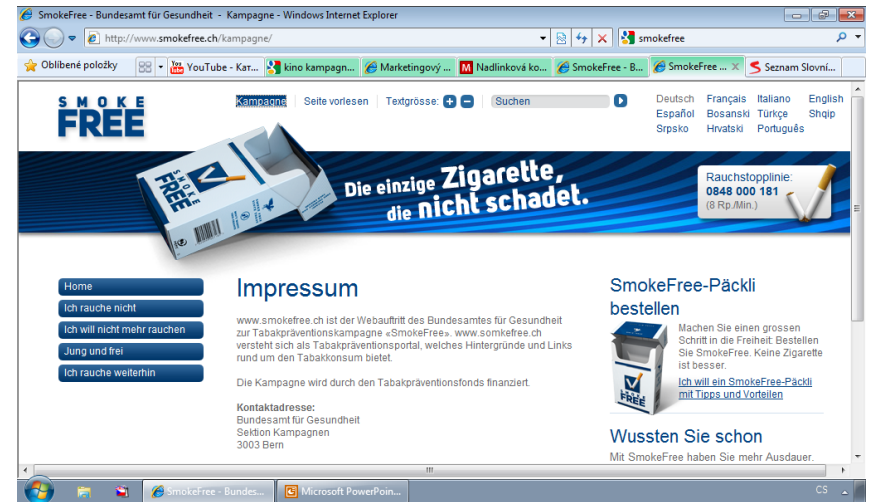 SmokeFree - Bundesamt für Gesundheit - Kampagne - Windows Internet Explorer
http://www.smokefree.ch/kampagne/
smokefree
Oblíbené položky
YouTube - Кат...
kino kampagn...
Marketingový ...
Nadlinková ko...
SmokeFree - B...
SmokeFree ...
Seznam Slovní...
SMOKE
FREE
Kampagne
Seite vorlesen
Textgrösse:
Suchen
Deutsch Français Italiano English
Español Bosanski Türkçe Shqip
Srpsko Hrvatski Português
SMOKE
FREE
Die einzige Zigarette,
die nicht schadet.
Rauchstopplinie:
0848 000 181
(8 Rp./Min.)
Home
Ich rauche nicht
Ich will nicht mehr rauchen
Jung und frei
Ich rauche weiterhin
Impressum
www.smokefree.ch ist der Webauftritt des Bundesamtes für Gesundheit
zur Tabakpräventionskampagne «SmokeFree». www.somkefree.ch
versteht sich als Tabakpräventionsportal, welches Hintergründe und Links
rund um den Tabakkonsum bietet.
Die Kampagne wird durch den Tabakpräventionsfonds finanziert.
Kontaktadresse:
Bundesamt für Gesundheit
Sektion Kampagnen
3003 Bern
SmokeFree-Päckli
bestellen
Machen Sie einen grossen
Schritt in die Freiheit: Bestellen
Sie SmokeFree. Keine Zigarette
ist besser.
Ich will ein SmokeFree-Päckli
mit Tipps und Vorteilen
FREE
Wussten Sie schon
Mit SmokeFree haben Sie mehr Ausdauer.
SmokeFree - Bundes...
Microsoft PowerPoin...
CS